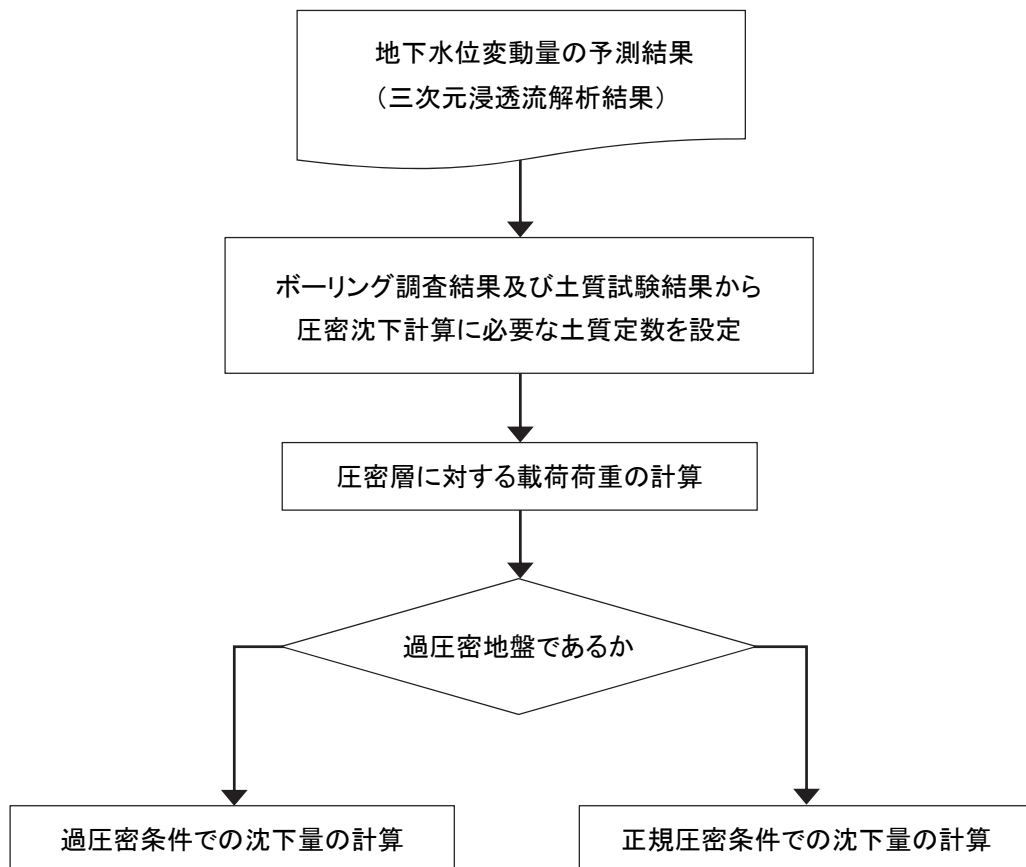 地下水位変動量の予測結果
（三次元浸透流解析結果）
ボーリング調査結果及び土質試験結果から
圧密沈下計算に必要な土質定数を設定
圧密層に対する載荷荷重の計算
過圧密地盤であるか
過圧密条件での沈下量の計算
正規圧密条件での沈下量の計算